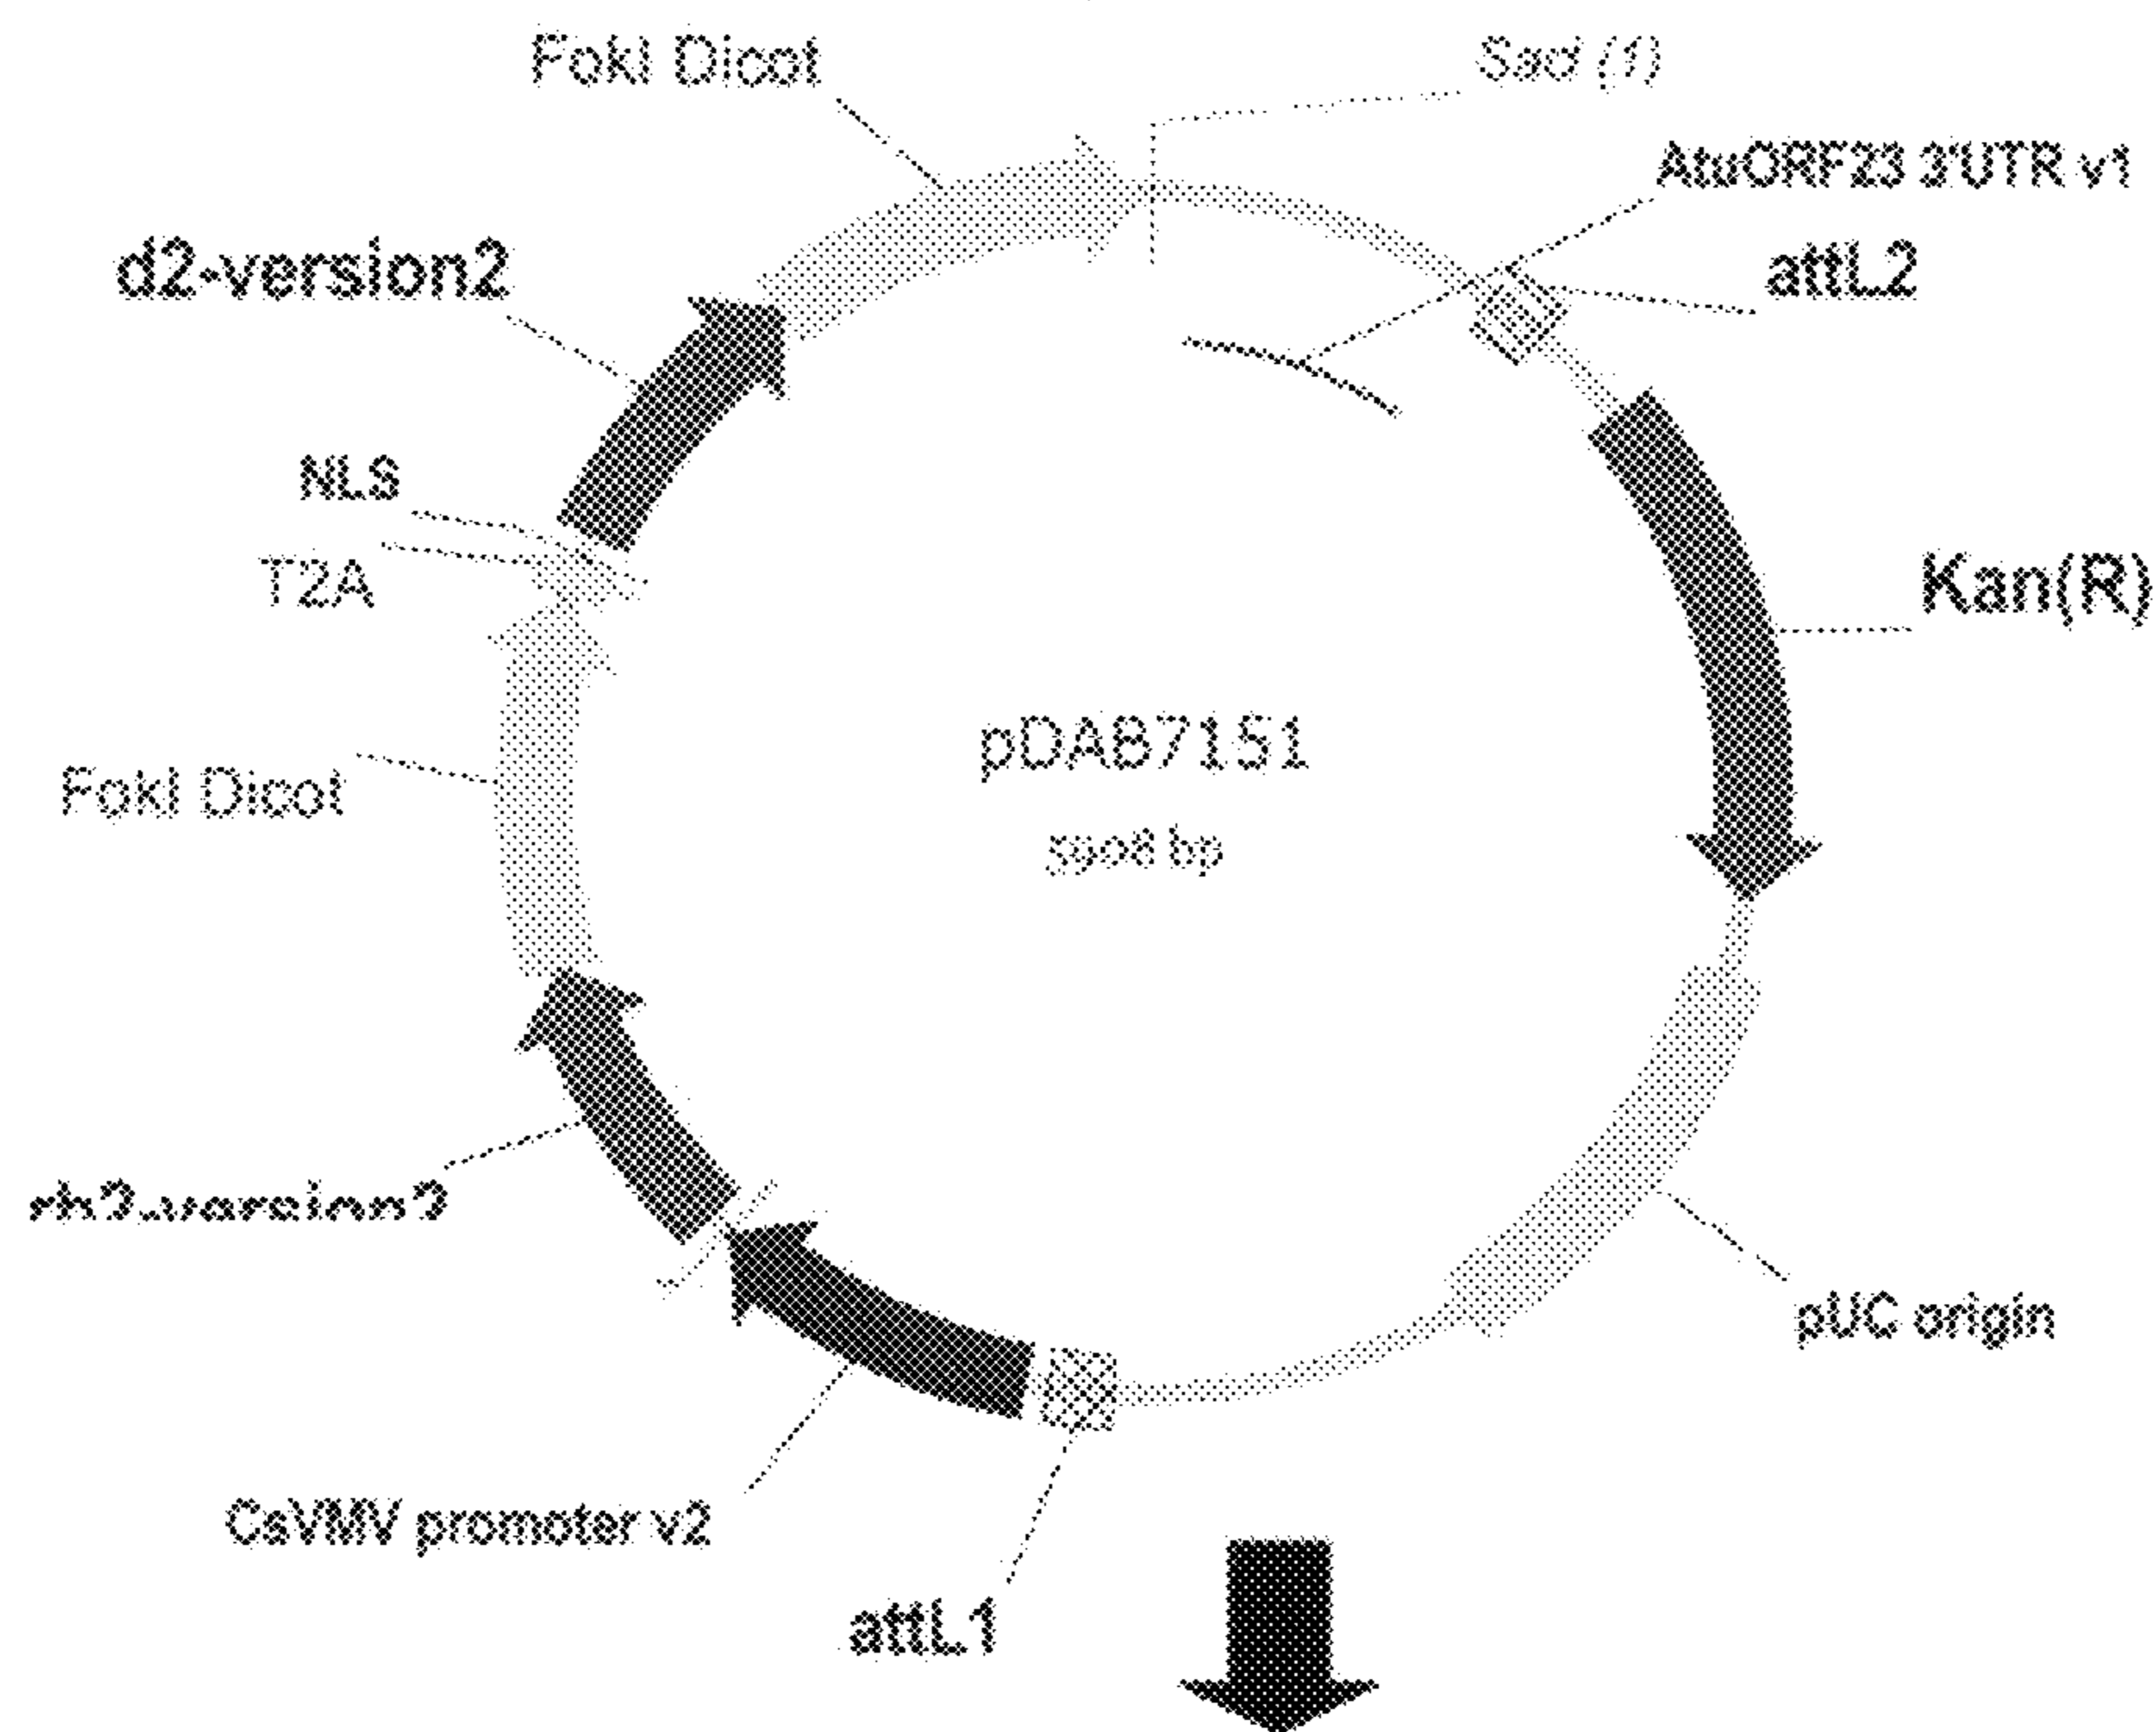 FokI Dicot
SacI (1)
AtuORF23 3'UTR v1
d2-version2
attL2
NLS
T2A
Kan(R)
pDAB7151
bp
FokI Dicot
pUC origin
CsVMV promoter v2
attL1